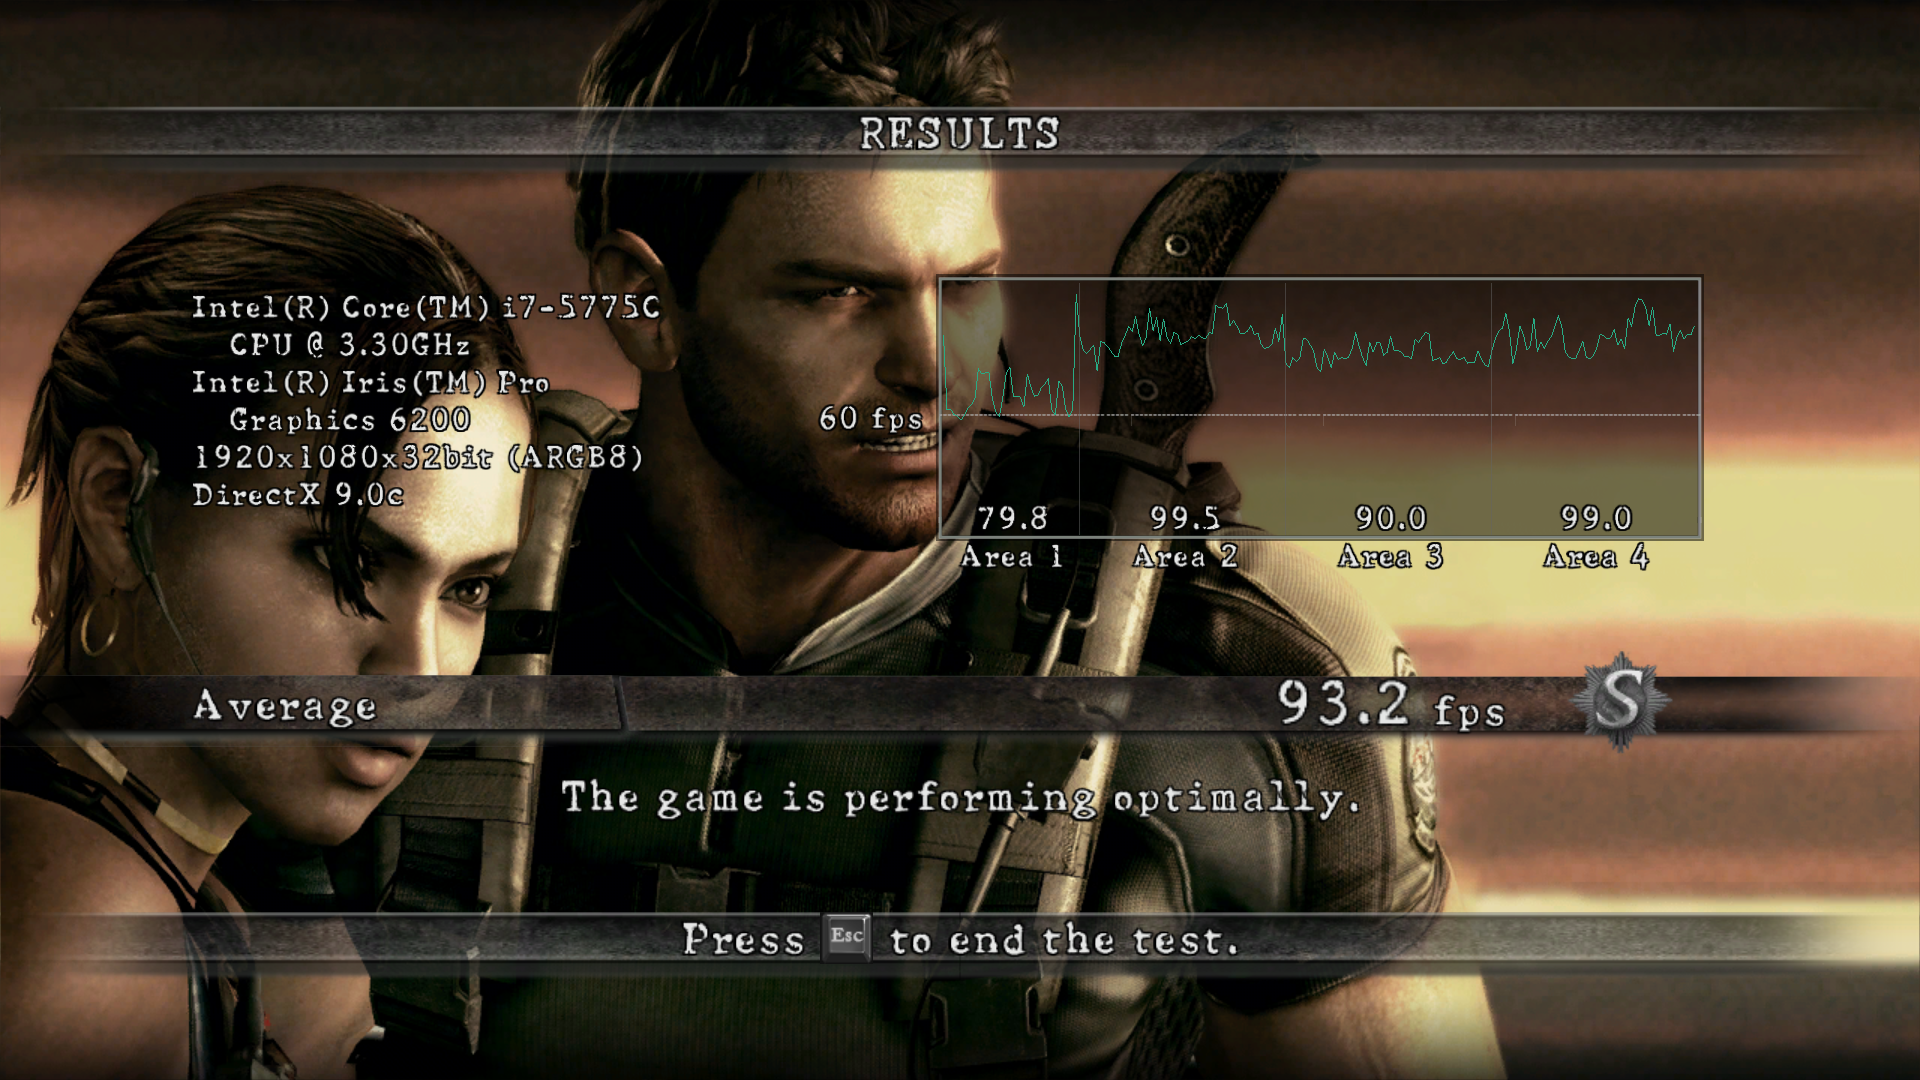 RESULTS
Intel(R) Core(TM) i7-5775C
CPU @ 3.30GHz
Intel(R) Iris(TM) Pro
Graphics 6200
1920x1080x32bit (ARGB8)
DirectX 9.0c
60 fps
79.8 99.5 90.0 99.0
Area 1 Area 2 Area 3 Area 4
Average 93.2 fps S
The game is performing optimally.
Press Esc to end the test.